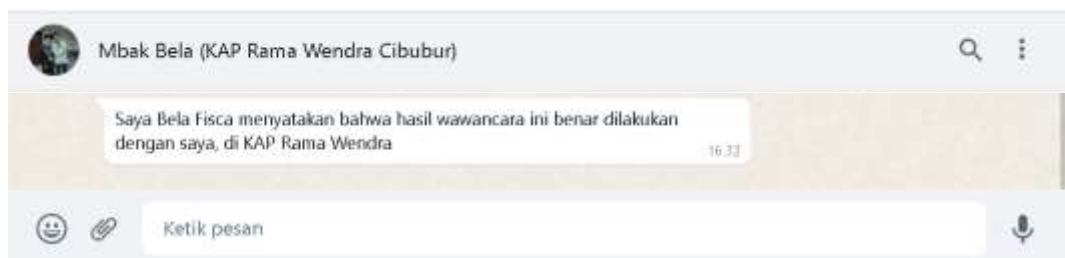 Mbak Bela (KAP Rama Wendra Cibubur)
Saya Bela Fisca menyatakan bahwa hasil wawancara ini benar dilakukan
dengan saya, di KAP Rama Wendra
16.32
Ketik pesan